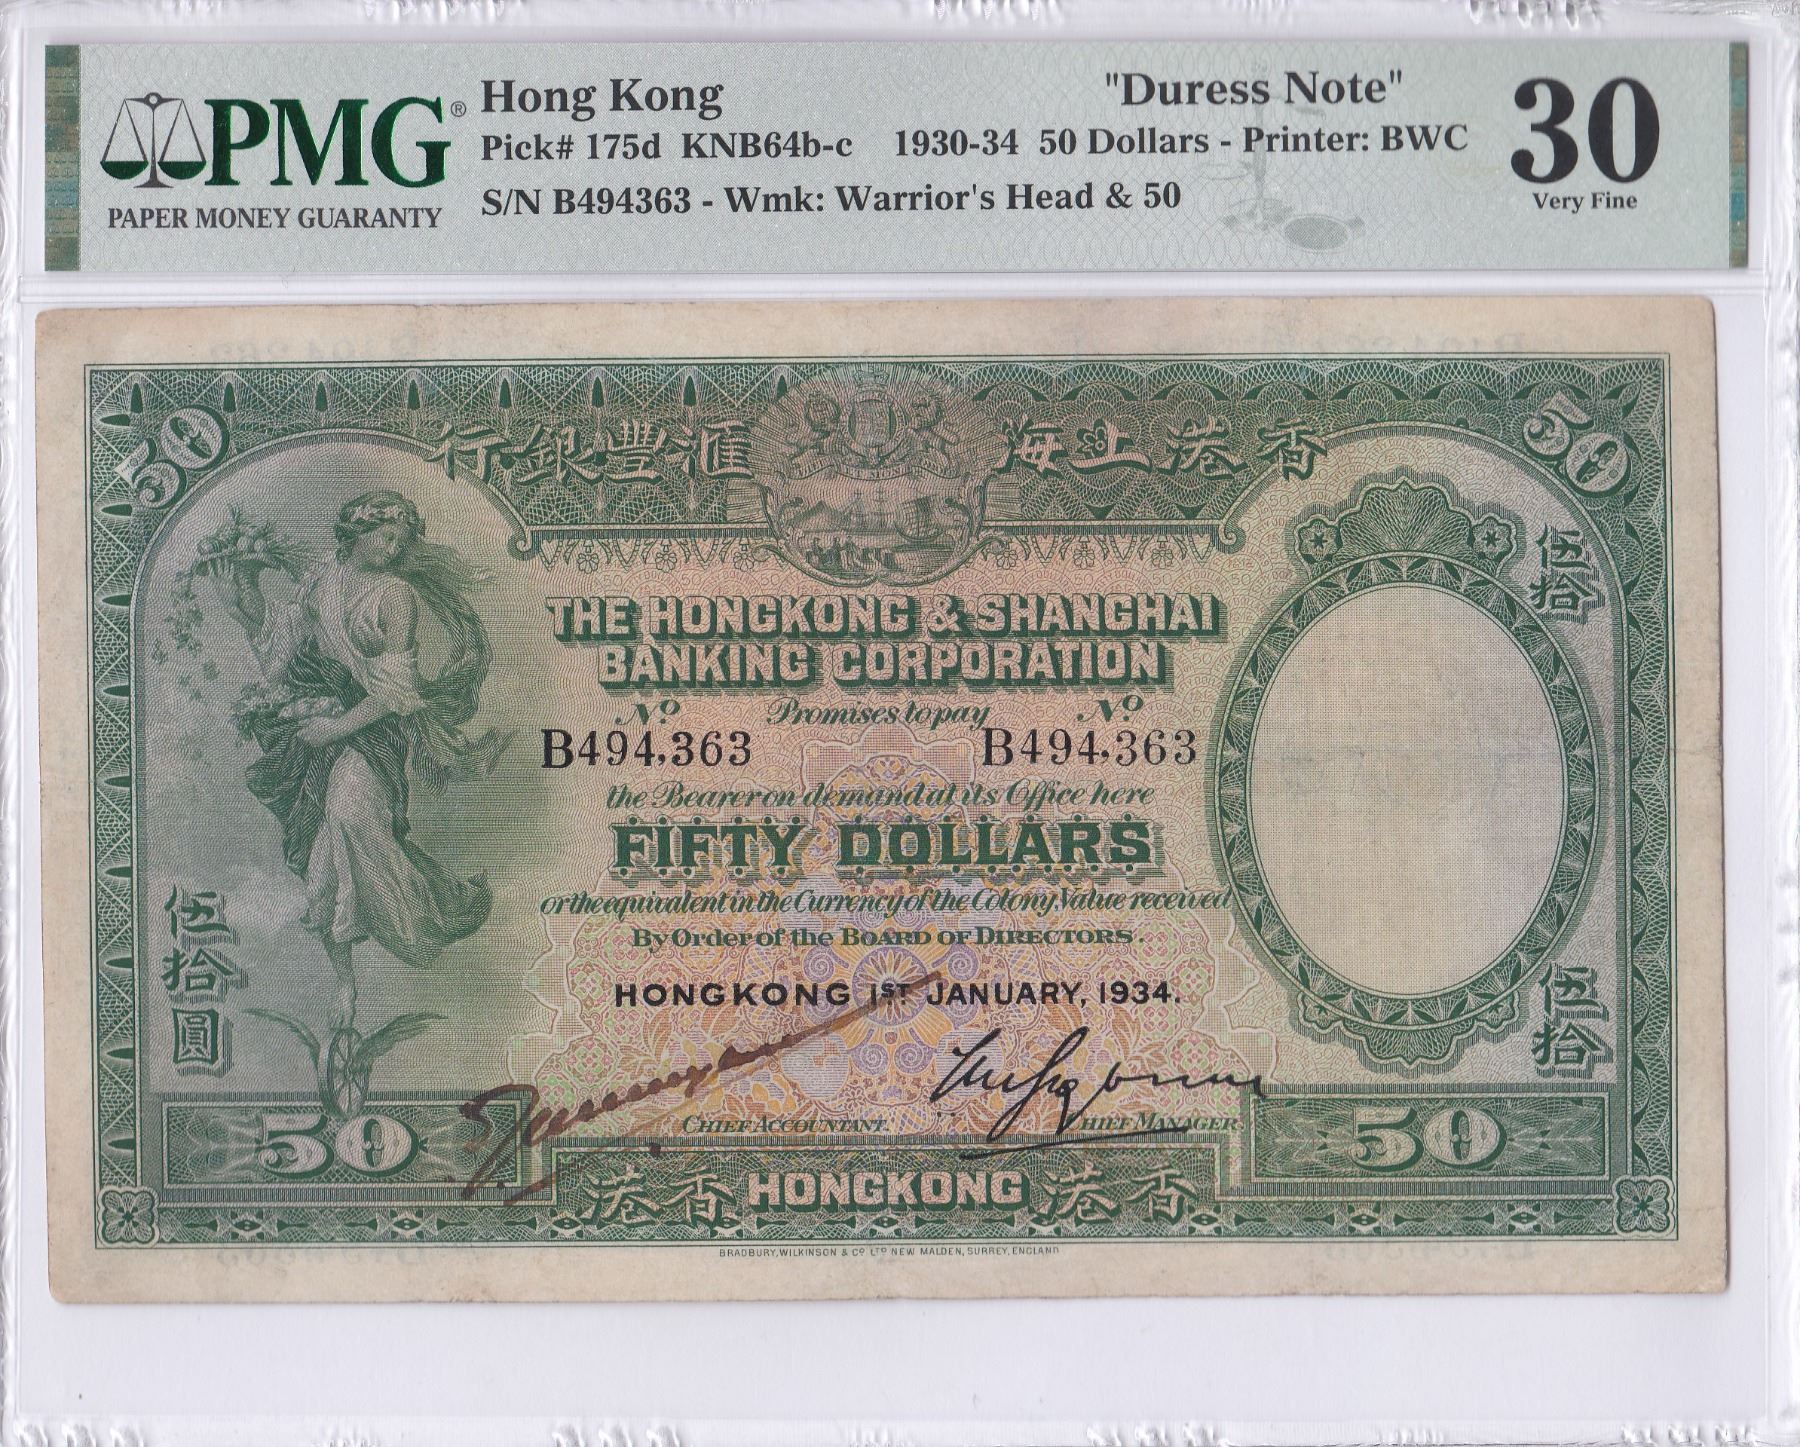 PMG®
PAPER MONEY GUARANTY
Hong Kong
"Duress Note"
Pick# 175d KNB64b-c 1930-34 50 Dollars - Printer: BWC
S/N B494363 - Wmk: Warrior's Head & 50
30
Very Fine
50
行銀豐滙
海上港香
50
伍拾
THE HONGKONG & SHANGHAI
BANKING CORPORATION
Nº Promises to pay Nº
B494,363 B494,363
the Bearer on demand at its Office here
FIFTY DOLLARS
or the equivalent in the Currency of the Colony, Value received
By Order of the BOARD OF DIRECTORS.
HONGKONG 1ST JANUARY, 1934.
伍拾圓
伍拾
CHIEF ACCOUNTANT.
CHIEF MANAGER.
50
港香 HONGKONG 港香
50
BRADBURY, WILKINSON & Cº LTD NEW MALDEN, SURREY, ENGLAND